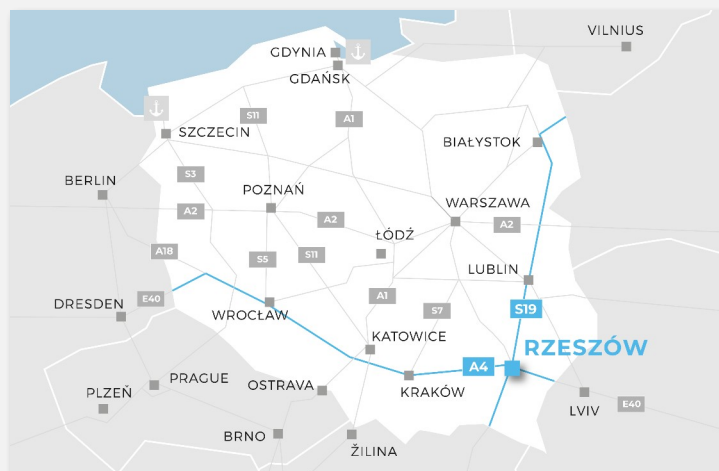 VILNIUS
GDYNIA
GDAŃSK
S11
A1
SZCZECIN
BIAŁYSTOK
S3
BERLIN
POZNAŃ
WARSZAWA
A2
A2
A2
ŁÓDŹ
A18
S5
S11
LUBLIN
E40
A1
DRESDEN
WROCŁAW
S7
S19
KATOWICE
RZESZÓW
A4
PRAGUE
OSTRAVA
KRAKÓW
PLZEŇ
LVIV
E40
BRNO
ŽILINA